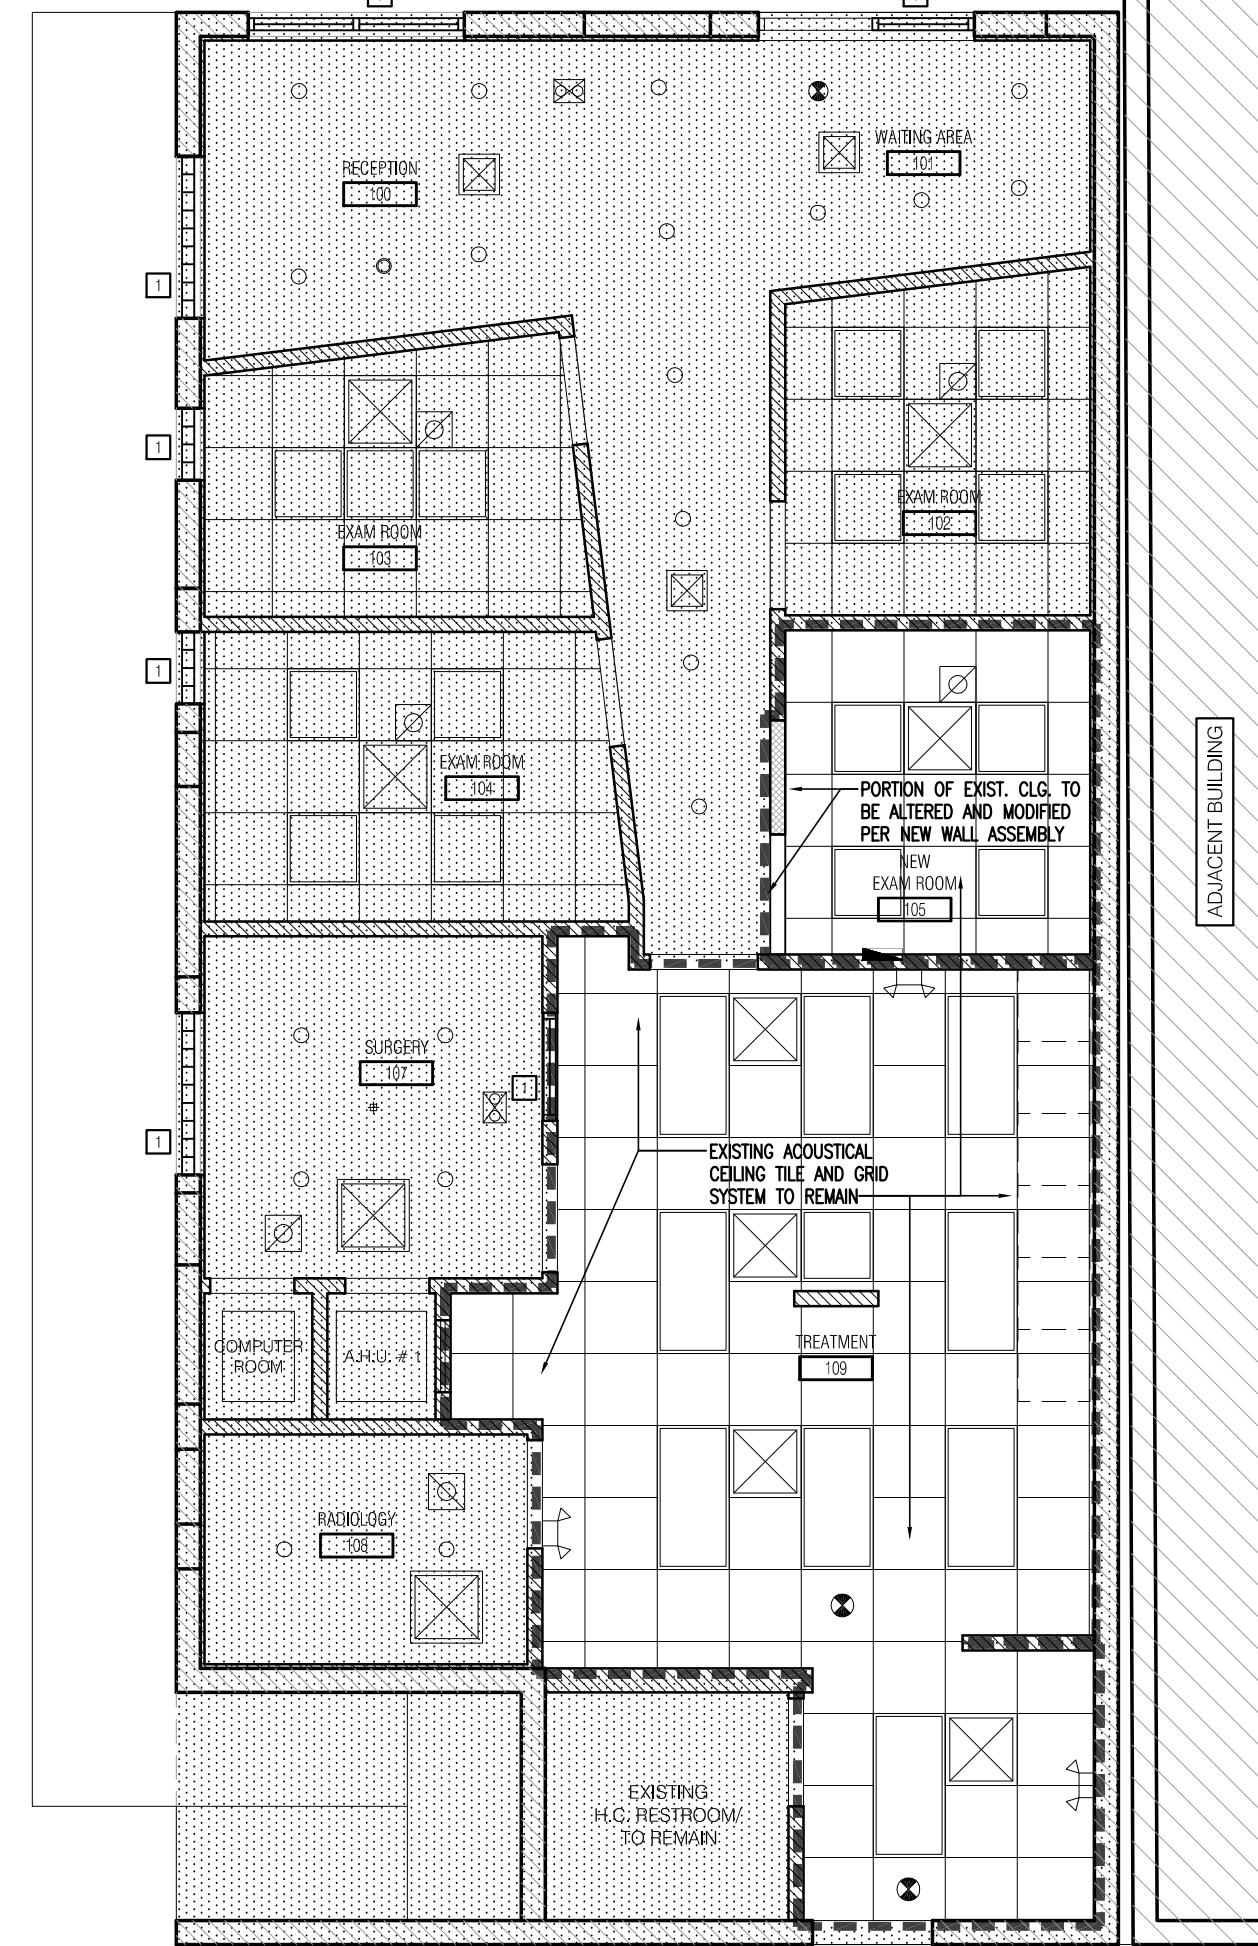 WAITING AREA
101
RECEPTION
100
1
1
EXAM ROOM
102
EXAM ROOM
103
1
ADJACENT BUILDING
EXAM ROOM
104
PORTION OF EXIST. CLG. TO
BE ALTERED AND MODIFIED
PER NEW WALL ASSEMBLY
NEW
EXAM ROOM
105
SURGERY
107
1
1
EXISTING ACOUSTICAL
CEILING TILE AND GRID
SYSTEM TO REMAIN
COMPUTER
ROOM
A.H.U. # 1
TREATMENT
109
RADIOLOGY
108
EXISTING
H.C. RESTROOM/
TO REMAIN